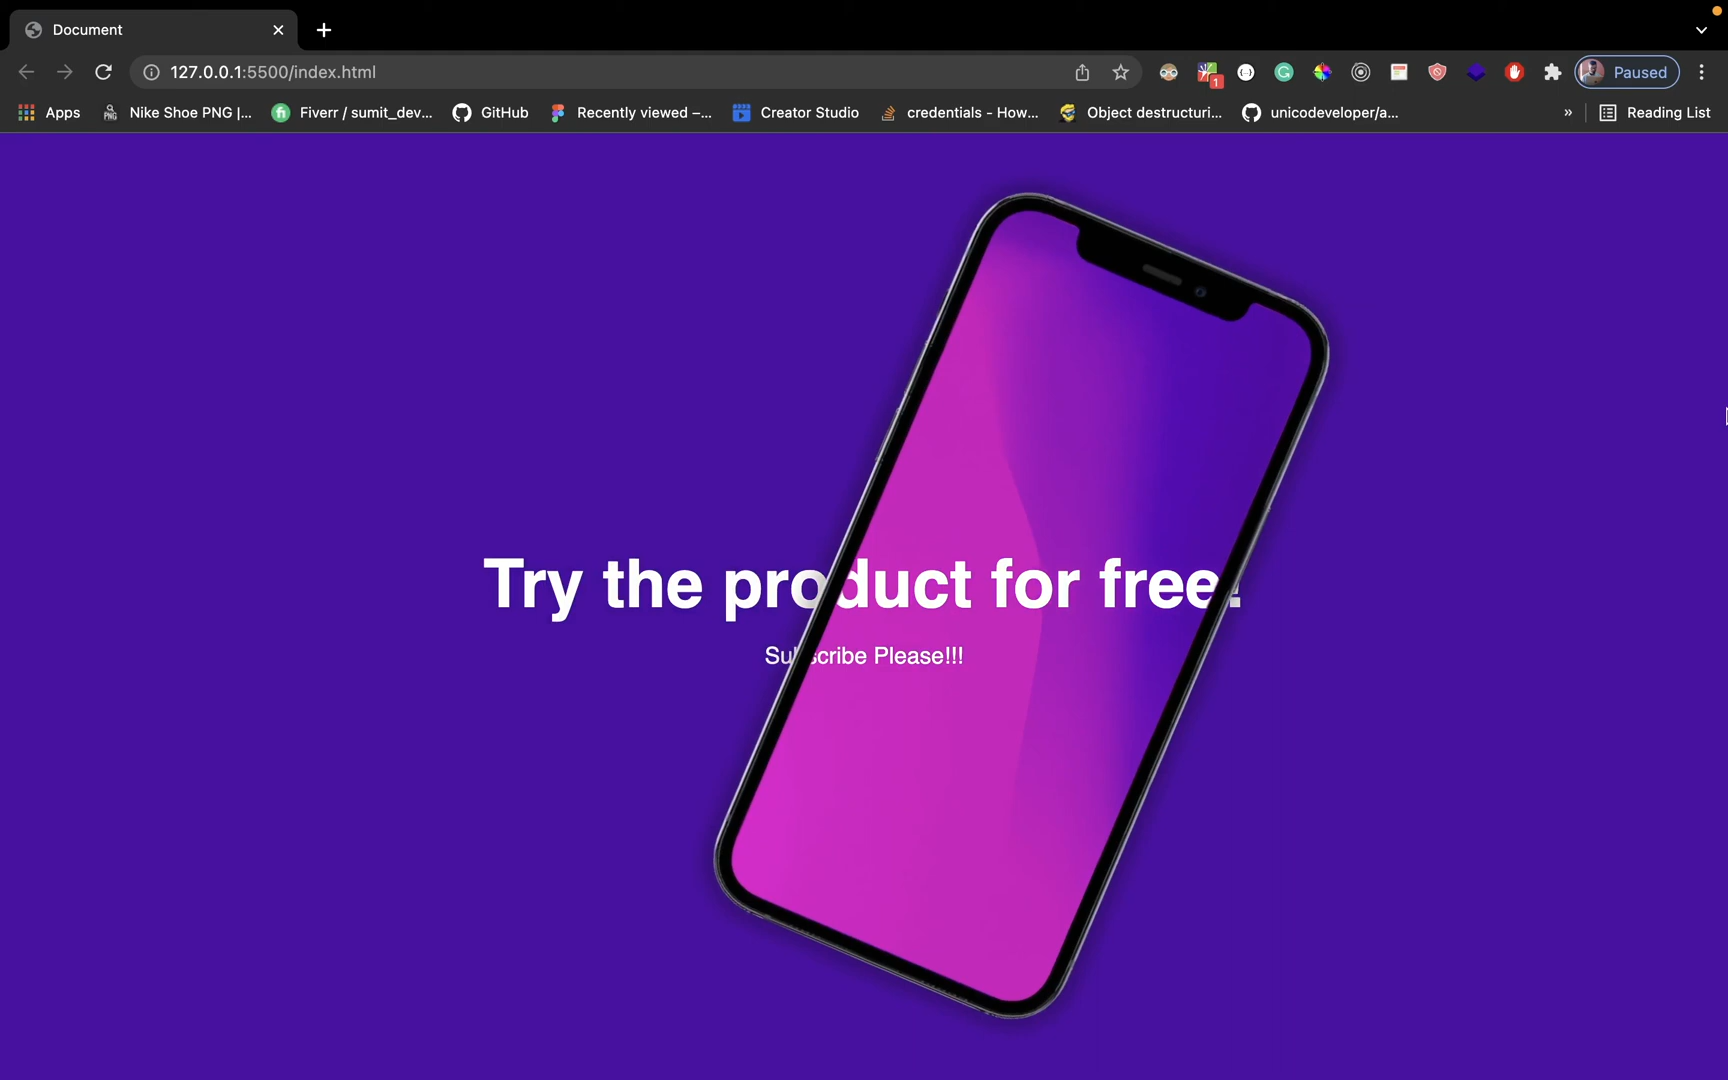 Document
127.0.0.1:5500/index.html
1
Paused
Apps
Nike Shoe PNG |...
Fiverr / sumit_dev...
GitHub
Recently viewed –...
Creator Studio
credentials - How...
Object destructuri...
unicodeveloper/a...
»
Reading List
Try the product for free!
Subscribe Please!!!